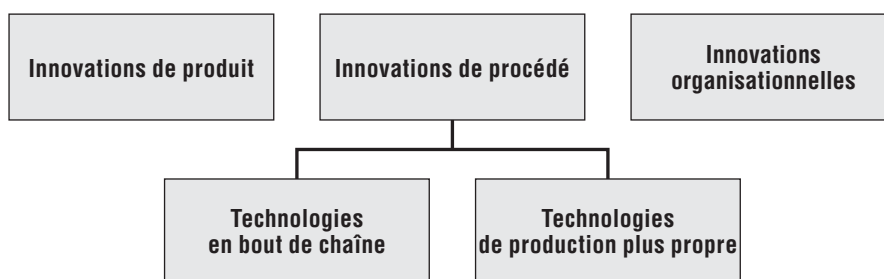 Innovations de produit
Innovations de procédé
Innovations
organisationnelles
Technologies
en bout de chaîne
Technologies
de production plus propre